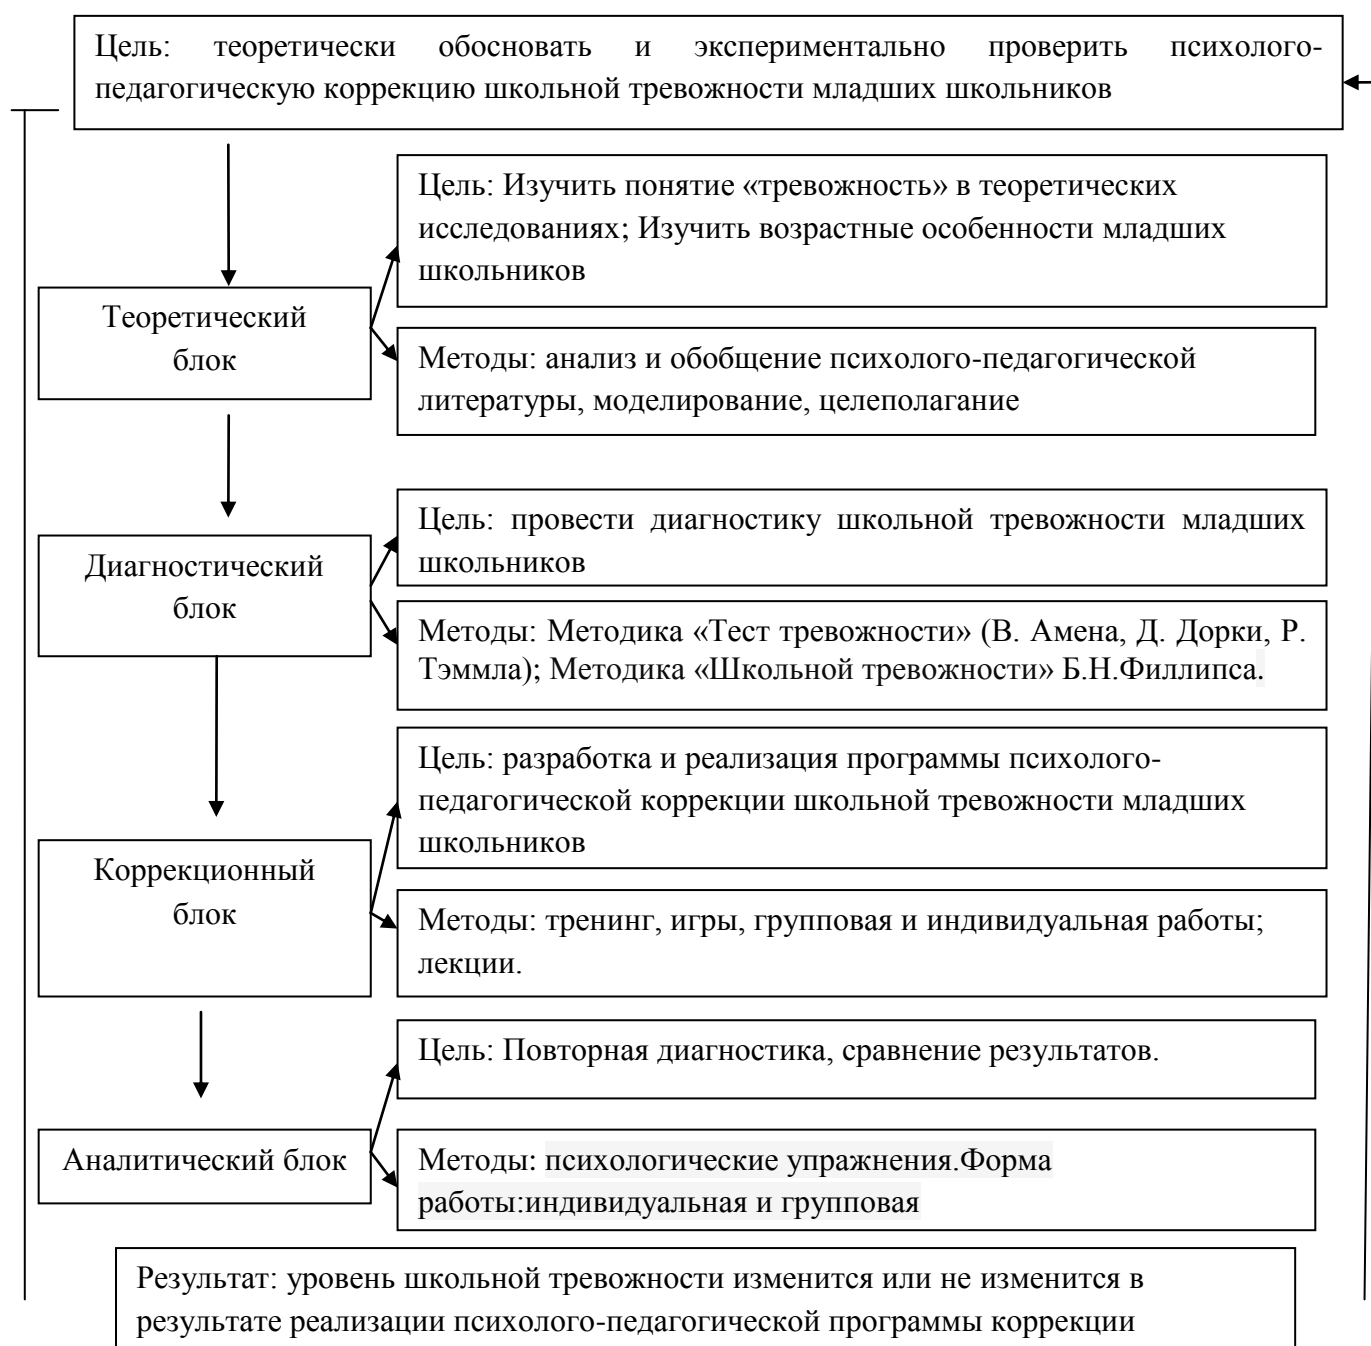 Цель: теоретически обосновать и экспериментально проверить психолого-
педагогическую коррекцию школьной тревожности младших школьников
Цель: Изучить понятие «тревожность» в теоретических
исследованиях; Изучить возрастные особенности младших
школьников
Теоретический
блок
Методы: анализ и обобщение психолого-педагогической
литературы, моделирование, целеполагание
Цель: провести диагностику школьной тревожности младших
школьников
Диагностический
блок
Методы: Методика «Тест тревожности» (В. Амена, Д. Дорки, Р.
Тэммла); Методика «Школьной тревожности» Б.Н.Филлипса.
Цель: разработка и реализация программы психолого-
педагогической коррекции школьной тревожности младших
школьников
Коррекционный
блок
Методы: тренинг, игры, групповая и индивидуальная работы;
лекции.
Цель: Повторная диагностика, сравнение результатов.
Аналитический блок
Методы: психологические упражнения.Форма
работы:индивидуальная и групповая
Результат: уровень школьной тревожности изменится или не изменится в
результате реализации психолого-педагогической программы коррекции